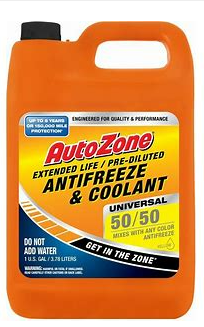 UP TO 5 YEARS
OR 150,000 MILE
PROTECTION*
ENGINEERED FOR QUALITY & PERFORMANCE
AutoZone
EXTENDED LIFE / PRE-DILUTED
ANTIFREEZE
& COOLANT
UNIVERSAL
50/50
MIXES WITH ANY COLOR
ANTIFREEZE
DO NOT
ADD WATER
1 U.S. GAL / 3.78 LITERS
YELLOW
GET IN THE ZONE
WARNING: HARMFUL OR FATAL IF SWALLOWED.